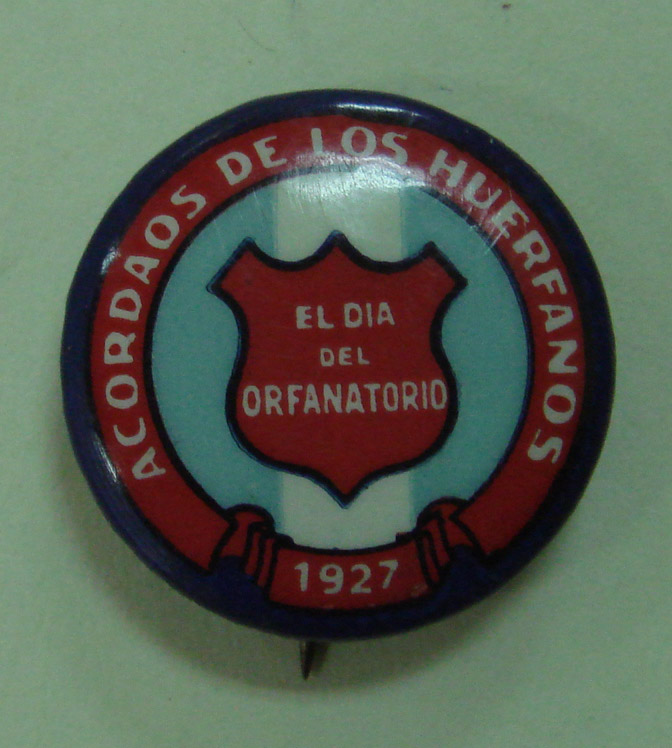 ACORDAOS DE LOS HUERFANOS
EL DIA
DEL
ORFANATORIO
1927